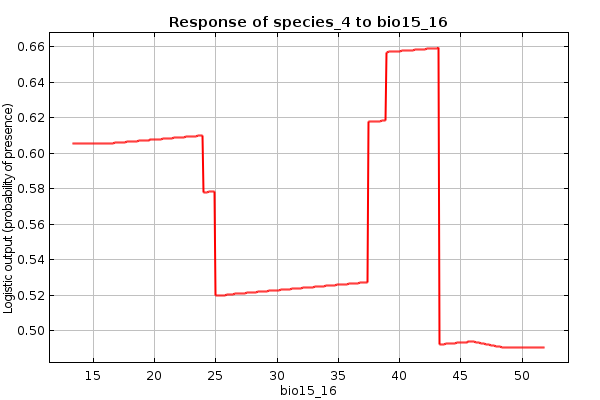 Response of species_4 to bio15_16
Logistic output (probability of presence)
0.66
0.64
0.62
0.60
0.58
0.56
0.54
0.52
0.50
15 20 25 30 35 40 45 50
bio15_16